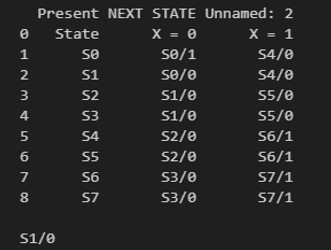 Present NEXT STATE Unnamed: 2
0 State X = 0 X = 1
1 S0 S0/1 S4/0
2 S1 S0/0 S4/0
3 S2 S1/0 S5/0
4 S3 S1/0 S5/0
5 S4 S2/0 S6/1
6 S5 S2/0 S6/1
7 S6 S3/0 S7/1
8 S7 S3/0 S7/1
S1/0